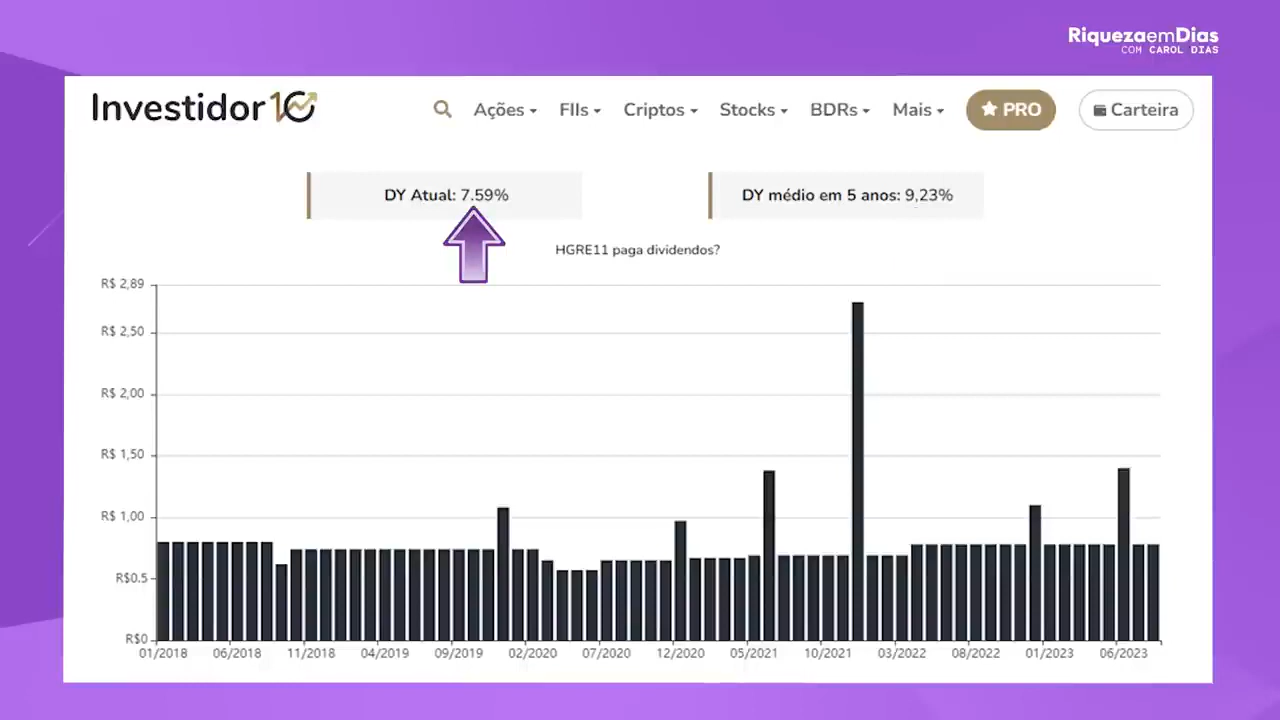 RiquezaemDias
COM CAROL DIAS
Investidor 10
Ações
FIIs
Criptos
Stocks
BDRs
Mais
PRO
Carteira
DY Atual: 7.59%
DY médio em 5 anos: 9,23%
HGRE11 paga dividendos?
R$ 2,89
R$ 2,50
R$ 2,00
R$ 1,50
R$ 1,00
R$0.5
R$0
01/2018 06/2018 11/2018 04/2019 09/2019 02/2020 07/2020 12/2020 05/2021 10/2021 03/2022 08/2022 01/2023 06/2023